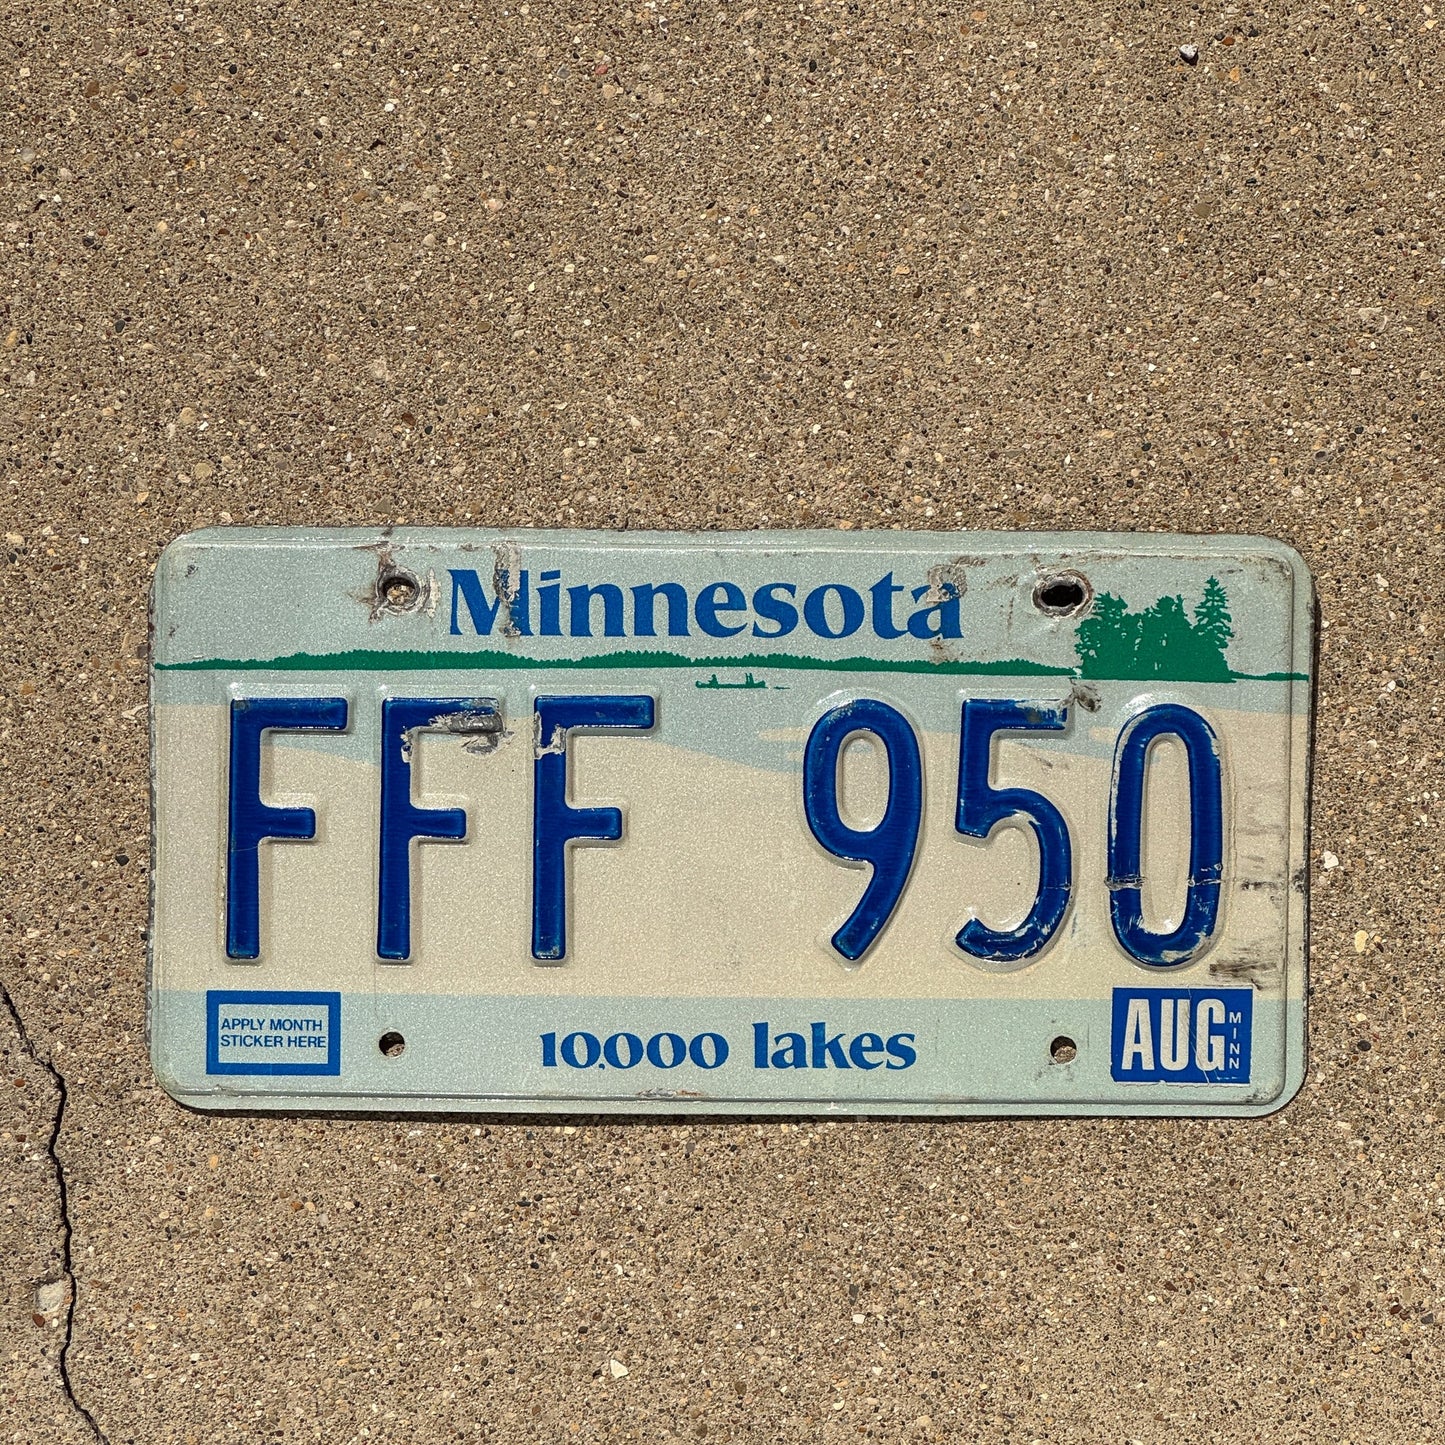 Minnesota
FFF 950
APPLY MONTH
STICKER HERE
10,000 lakes
AUG
MINN